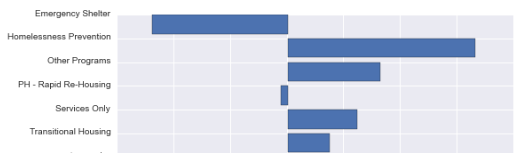 Emergency Shelter
Homelessness Prevention
Other Programs
PH - Rapid Re-Housing
Services Only
Transitional Housing